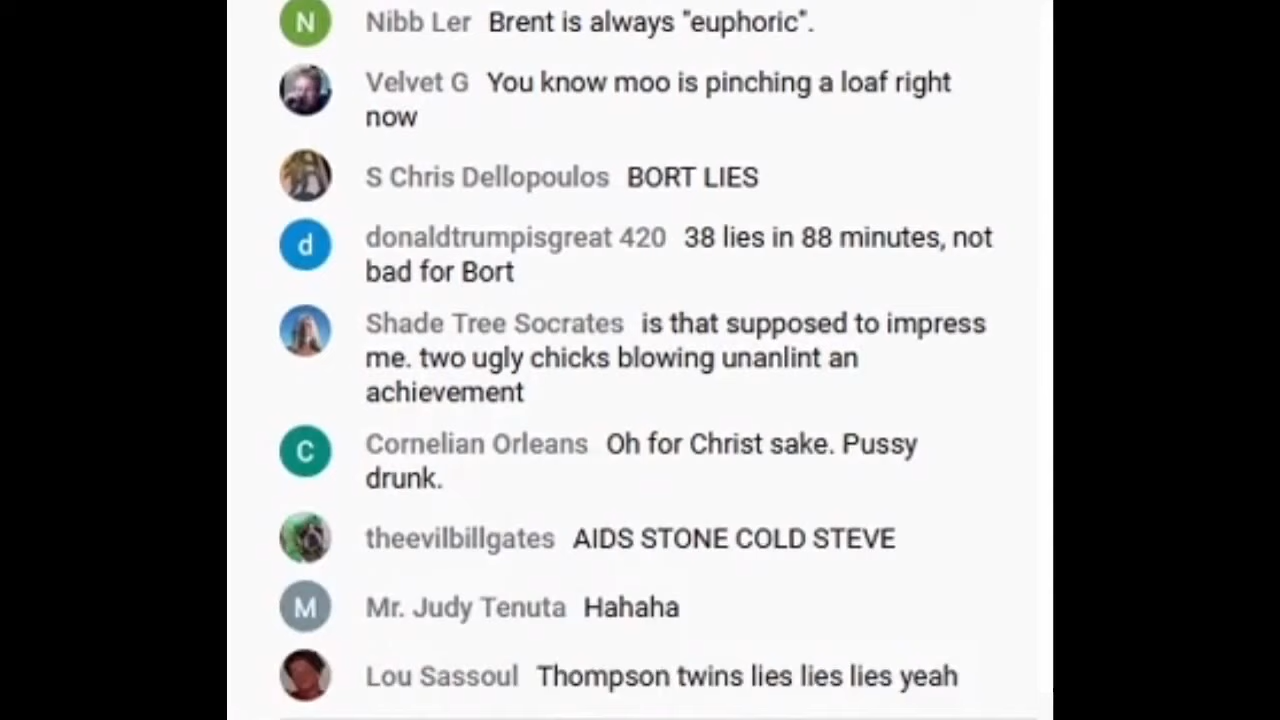 N Nibb Ler Brent is always "euphoric".
Velvet G You know moo is pinching a loaf right
now
S Chris Dellopoulos BORT LIES
d donaldtrumpisgreat 420 38 lies in 88 minutes, not
bad for Bort
Shade Tree Socrates is that supposed to impress
me. two ugly chicks blowing unanlint an
achievement
C Cornelian Orleans Oh for Christ sake. Pussy
drunk.
theevilbillgates AIDS STONE COLD STEVE
M Mr. Judy Tenuta Hahaha
Lou Sassoul Thompson twins lies lies lies yeah